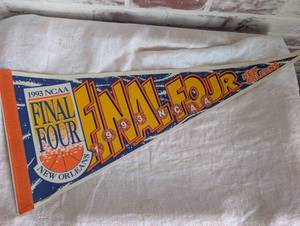 1993 NCAA
FINAL
FOUR
NEW ORLEANS
FINAL FOUR
1993 NCAA